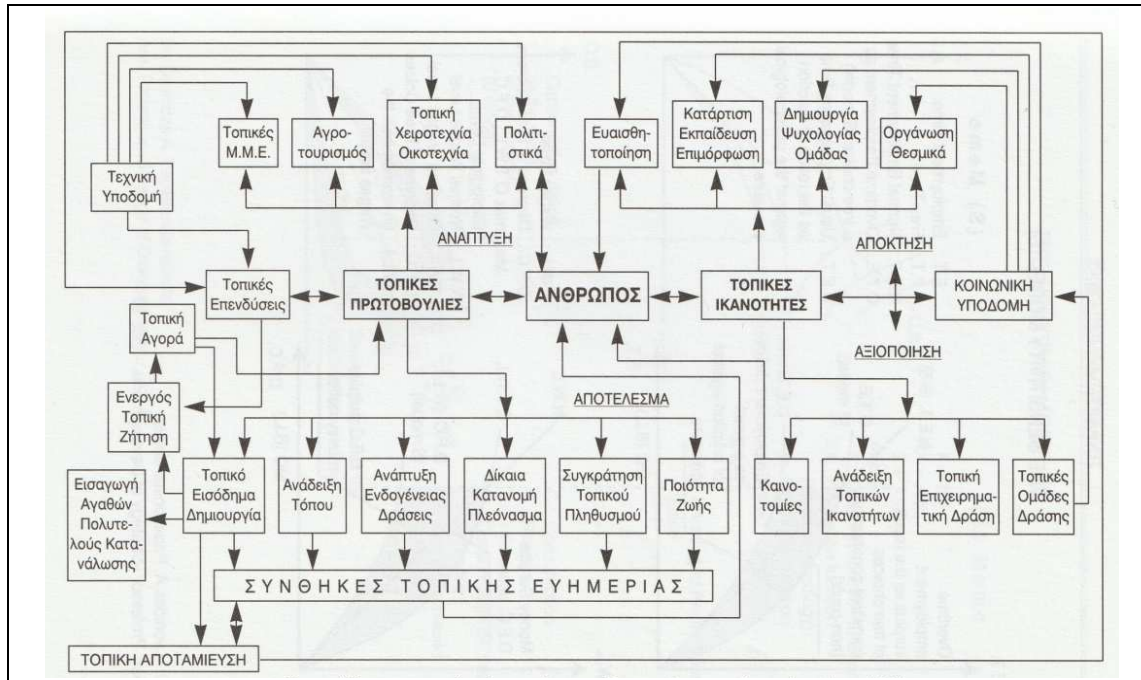 Τοπικές
Μ.Μ.Ε.
Αγρο-
τουρισμός
Τοπική
Χειροτεχνία
Οικοτεχνία
Πολιτι-
στικά
Ευαισθη-
τοποίηση
Κατάρτιση
Εκπαίδευση
Επιμόρφωση
Δημιουργία
Ψυχολογίας
Ομάδας
Οργάνωση
Θεσμικά
Τεχνική
Υποδομή
ΑΝΑΠΤΥΞΗ
ΑΠΟΚΤΗΣΗ
Τοπικές
Επενδύσεις
ΤΟΠΙΚΕΣ
ΠΡΩΤΟΒΟΥΛΙΕΣ
ΑΝΘΡΩΠΟΣ
ΤΟΠΙΚΕΣ
ΙΚΑΝΟΤΗΤΕΣ
ΚΟΙΝΩΝΙΚΗ
ΥΠΟΔΟΜΗ
Τοπική
Αγορά
ΑΞΙΟΠΟΙΗΣΗ
Ενεργός
Τοπική
Ζήτηση
ΑΠΟΤΕΛΕΣΜΑ
Εισαγωγή
Αγαθών
Πολυτε-
λούς Κατα-
νάλωσης
Τοπικό
Εισόδημα
Δημιουργία
Ανάδειξη
Τόπου
Ανάπτυξη
Ενδογένειας
Δράσεις
Δίκαια
Κατανομή
Πλεόνασμα
Συγκράτηση
Τοπικού
Πληθυσμού
Ποιότητα
Ζωής
Καινο-
τομίες
Ανάδειξη
Τοπικών
Ικανοτήτων
Τοπική
Επιχειρημα-
τική Δράση
Τοπικές
Ομάδες
Δράσης
ΣΥΝΘΗΚΕΣ ΤΟΠΙΚΗΣ ΕΥΗΜΕΡΙΑΣ
ΤΟΠΙΚΗ ΑΠΟΤΑΜΙΕΥΣΗ